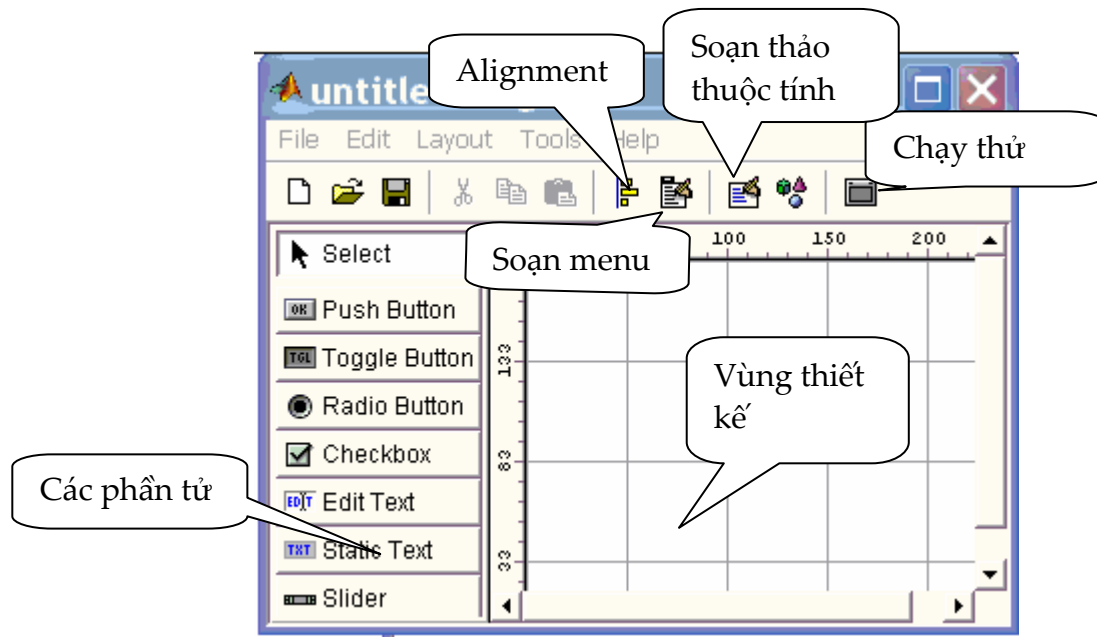 Alignment
Soạn thảo
thuộc tính
untitle
File Edit Layout Tools Help
Chạy thử
Soạn menu
100 150 200
Select
Push Button
Toggle Button
Radio Button
Checkbox
Edit Text
Static Text
Slider
OK
TGL
EDIT
TXT
133
83
33
Vùng thiết
kế
Các phần tử